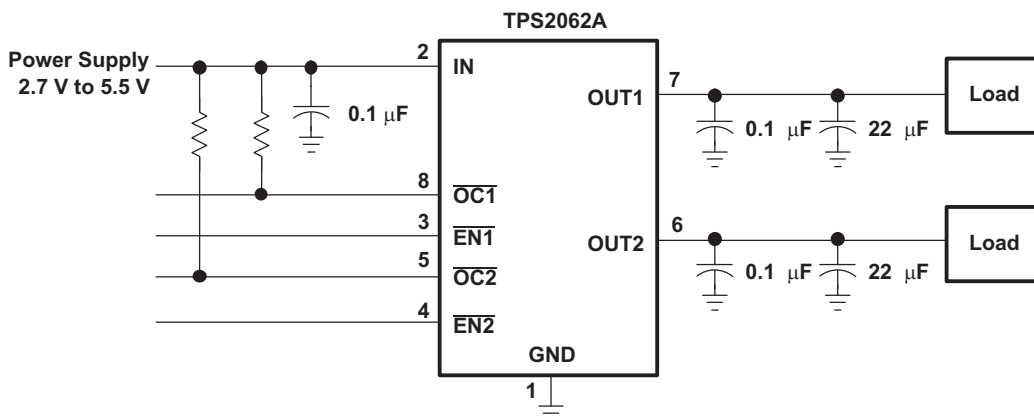 TPS2062A
Power Supply
2.7 V to 5.5 V
2
IN
0.1 μF
OUT1
7
0.1 μF
22 μF
Load
8
OC1
3
EN1
5
OC2
4
EN2
OUT2
6
0.1 μF
22 μF
Load
GND
1